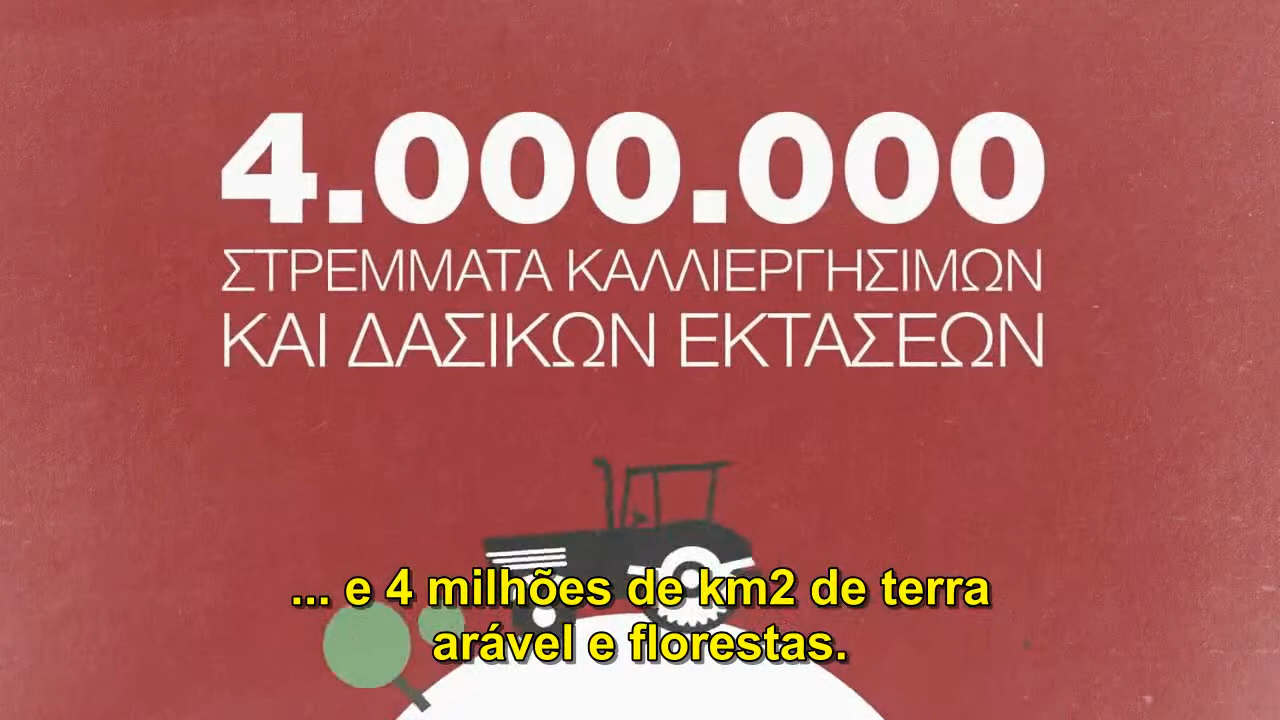 4.000.000
ΣΤΡΕΜΜΑΤΑ ΚΑΛΛΙΕΡΓΗΣΙΜΩΝ
ΚΑΙ ΔΑΣΙΚΩΝ ΕΚΤΑΣΕΩΝ
... e 4 milhões de km2 de terra
arável e florestas.